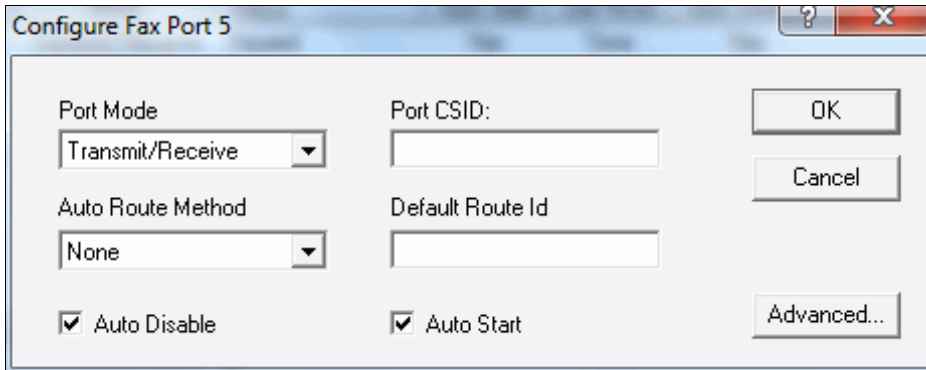 Configure Fax Port 5
Port Mode
Port CSID:
OK
Transmit/Receive
Cancel
Auto Route Method
Default Route Id
None
Auto Disable
Auto Start
Advanced...